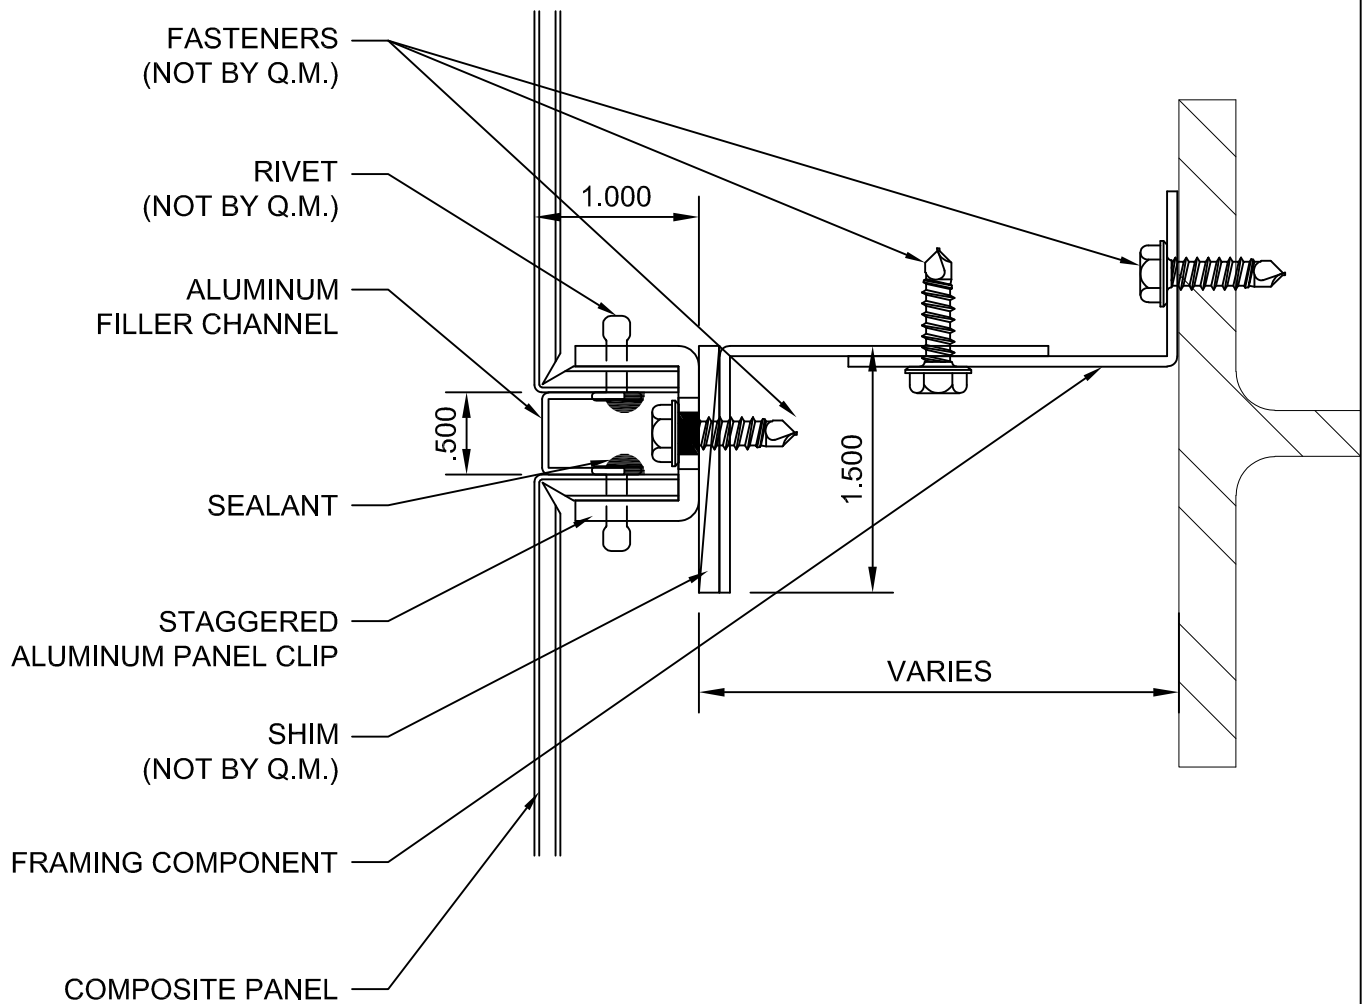 FASTENERS
(NOT BY Q.M.)
RIVET
(NOT BY Q.M.)
1.000
ALUMINUM
FILLER CHANNEL
.500
1.500
SEALANT
STAGGERED
ALUMINUM PANEL CLIP
VARIES
SHIM
(NOT BY Q.M.)
FRAMING COMPONENT
COMPOSITE PANEL